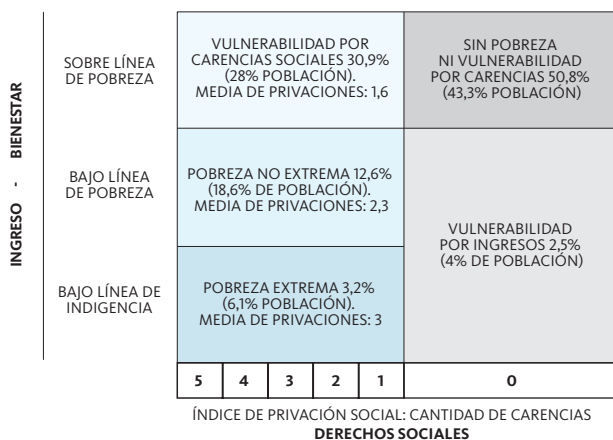 INGRESO - BIENESTAR
SOBRE LÍNEA
DE POBREZA
VULNERABILIDAD POR
CARENCIAS SOCIALES 30,9%
(28% POBLACIÓN).
MEDIA DE PRIVACIONES: 1,6
SIN POBREZA
NI VULNERABILIDAD
POR CARENCIAS 50,8%
(43,3% POBLACIÓN)
BAJO LÍNEA
DE POBREZA
POBREZA NO EXTREMA 12,6%
(18,6% DE POBLACIÓN).
MEDIA DE PRIVACIONES: 2,3
VULNERABILIDAD
POR INGRESOS 2,5%
(4% DE POBLACIÓN)
BAJO LÍNEA DE
INDIGENCIA
POBREZA EXTREMA 3,2%
(6,1% POBLACIÓN).
MEDIA DE PRIVACIONES: 3
5 4 3 2 1 0
ÍNDICE DE PRIVACIÓN SOCIAL: CANTIDAD DE CARENCIAS
DERECHOS SOCIALES